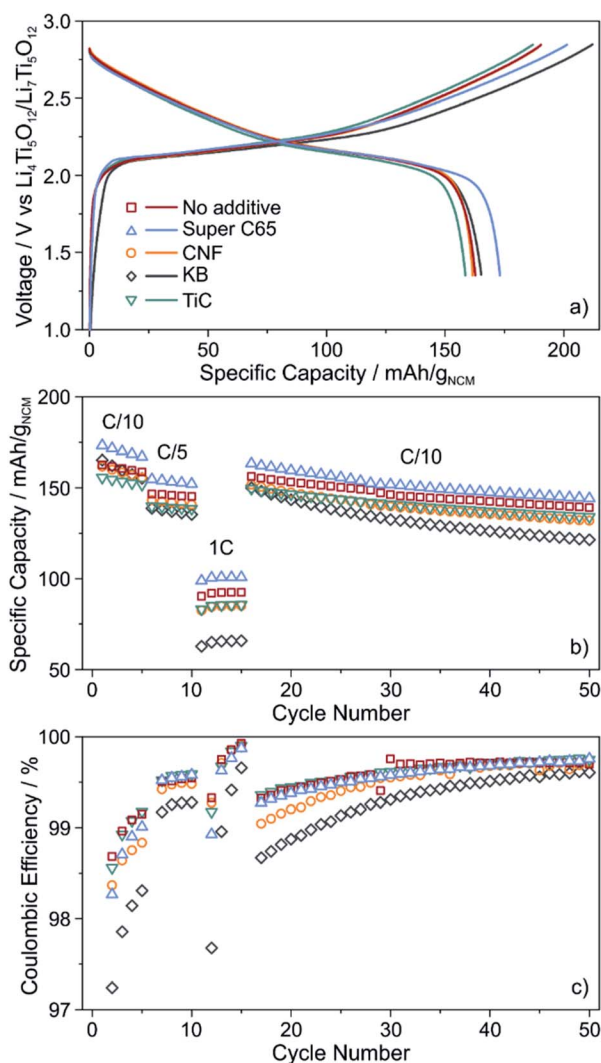 3.0
2.5
2.0
1.5
1.0
Voltage / V vs Li4Ti5O12/Li7Ti5O12
No additive
Super C65
CNF
KB
TiC
a)
0 50 100 150 200
Specific Capacity / mAh/gNCM
200
150
100
50
Specific Capacity / mAh/gNCM
C/10
C/5
1C
C/10
b)
0 10 20 30 40 50
Cycle Number
100
99
98
97
Coulombic Efficiency / %
c)
0 10 20 30 40 50
Cycle Number